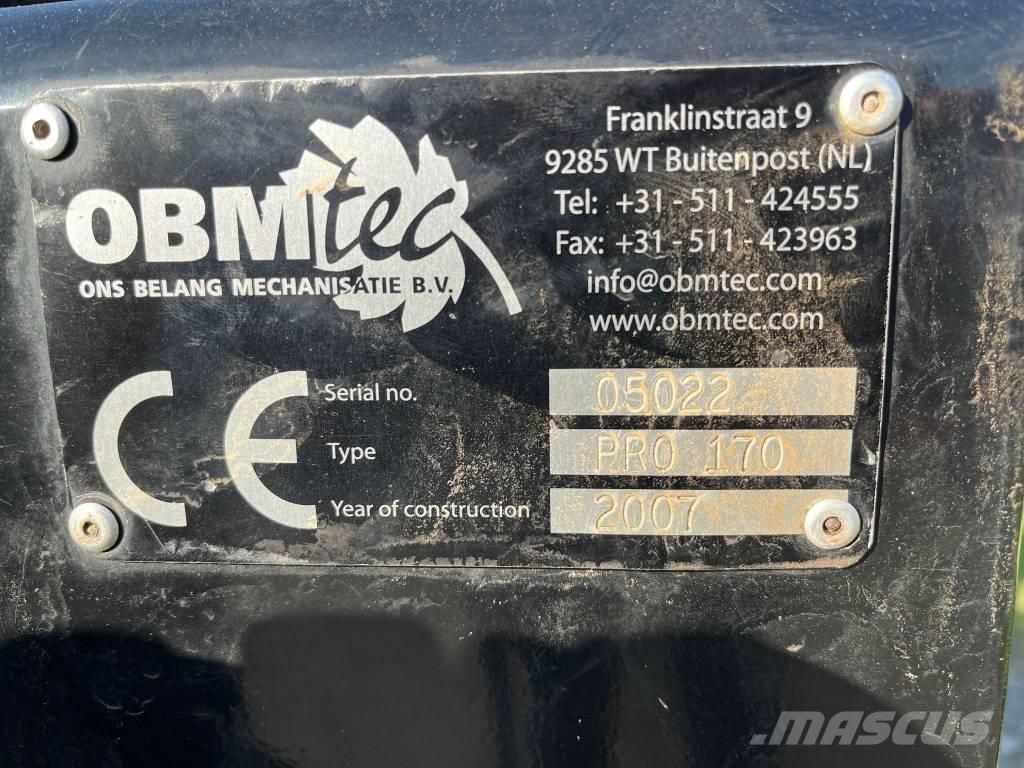 OBMtec
ONS BELANG MECHANISATIE B.V.
Franklinstraat 9
9285 WT Buitenpost (NL)
Tel: +31 - 511 - 424555
Fax: +31 - 511 - 423963
info@obmtec.com
www.obmtec.com
CE
Serial no. 05022
Type PRO 170
Year of construction 2007
MASCUS